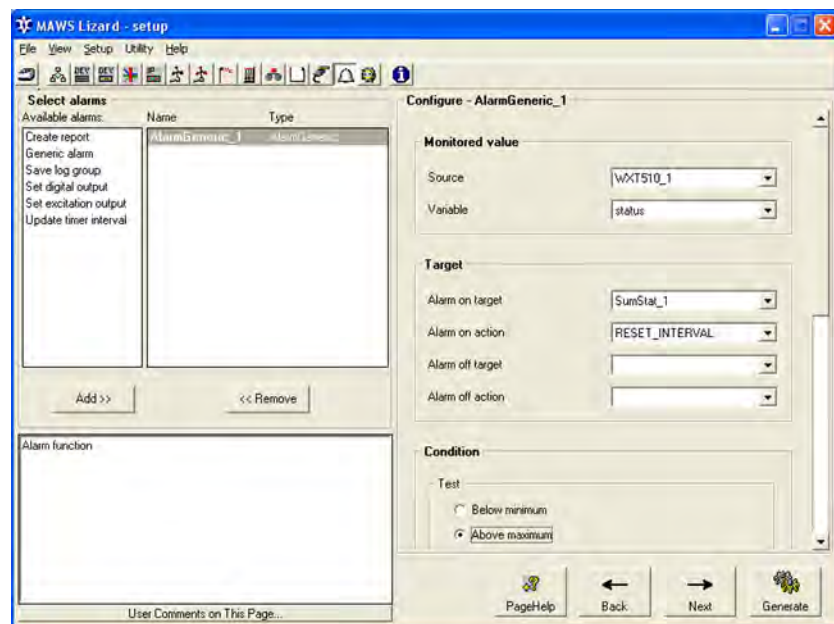 MAWS Lizard - setup
File View Setup Utility Help
Select alarms
Available alarms: Name Type
Create report
Generic alarm
Save log group
Set digital output
Set excitation output
Update timer interval
AlarmGeneric_1 AlarmGeneric
Add >>
<< Remove
Alarm function
User Comments on This Page...
Configure - AlarmGeneric_1
Monitored value
Source WXT510_1
Variable status
Target
Alarm on target SumStat_1
Alarm on action RESET_INTERVAL
Alarm off target
Alarm off action
Condition
Test
Below minimum
Above maximum
PageHelp
Back
Next
Generate